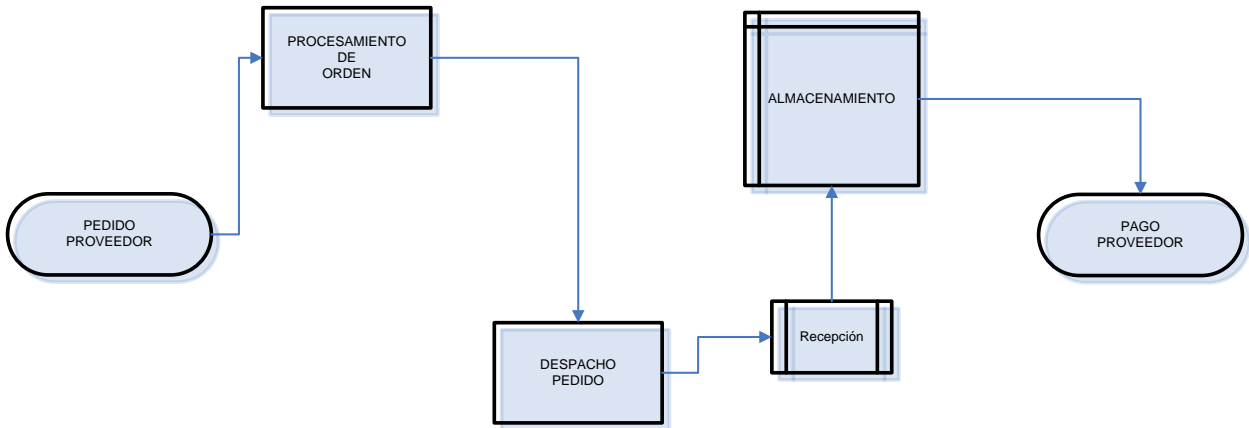 PEDIDO
PROVEEDOR
PROCESAMIENTO
DE
ORDEN
DESPACHO
PEDIDO
Recepción
ALMACENAMIENTO
PAGO
PROVEEDOR